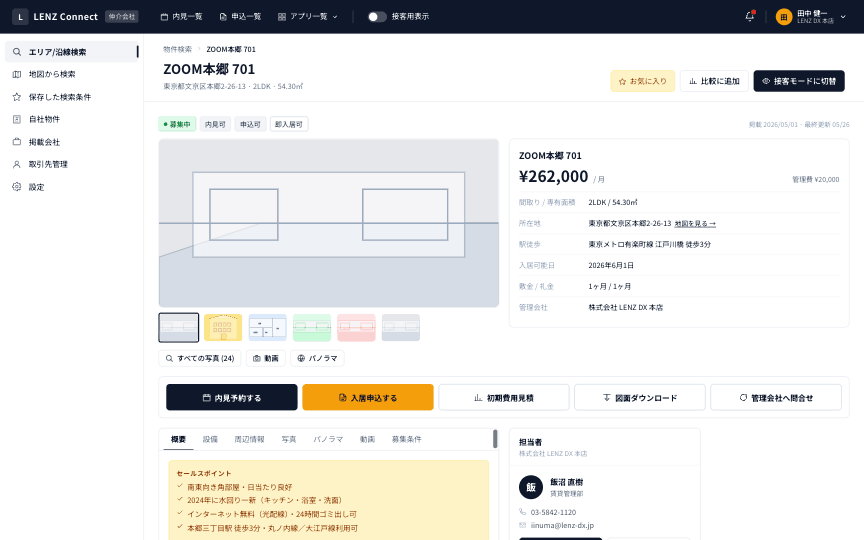 L LENZ Connect 仲介会社 内見一覧 申込一覧 アプリ一覧 接客用表示 田 田中 健一
LENZ DX 本店
エリア/沿線検索
地図から検索
保存した検索条件
自社物件
掲載会社
取引先管理
設定
物件検索 › ZOOM本郷 701
ZOOM本郷 701
東京都文京区本郷2-26-13・2LDK・54.30㎡
お気に入り 比較に追加 接客モードに切替
募集中 内見可 申込可 即入居可
掲載 2026/05/01・最終更新 05/26
ZOOM本郷 701
¥262,000 / 月 管理費 ¥20,000
間取り / 専有面積 2LDK / 54.30㎡
所在地 東京都文京区本郷2-26-13 地図を見る →
駅徒歩 東京メトロ有楽町線 江戸川橋 徒歩3分
入居可能日 2026年6月1日
敷金 / 礼金 1ヶ月 / 1ヶ月
管理会社 株式会社 LENZ DX 本店
すべての写真 (24) 動画 パノラマ
内見予約する 入居申込する 初期費用見積 図面ダウンロード 管理会社へ問合せ
概要 設備 周辺情報 写真 パノラマ 動画 募集条件
セールスポイント
南東向き角部屋・日当たり良好
2024年に水回り一新（キッチン・浴室・洗面）
インターネット無料（光配線）・24時間ゴミ出し可
本郷三丁目駅 徒歩3分・丸ノ内線／大江戸線利用可
担当者
株式会社 LENZ DX 本店
飯 飯沼 直樹
賃貸管理部
03-5842-1120
iinuma@lenz-dx.jp